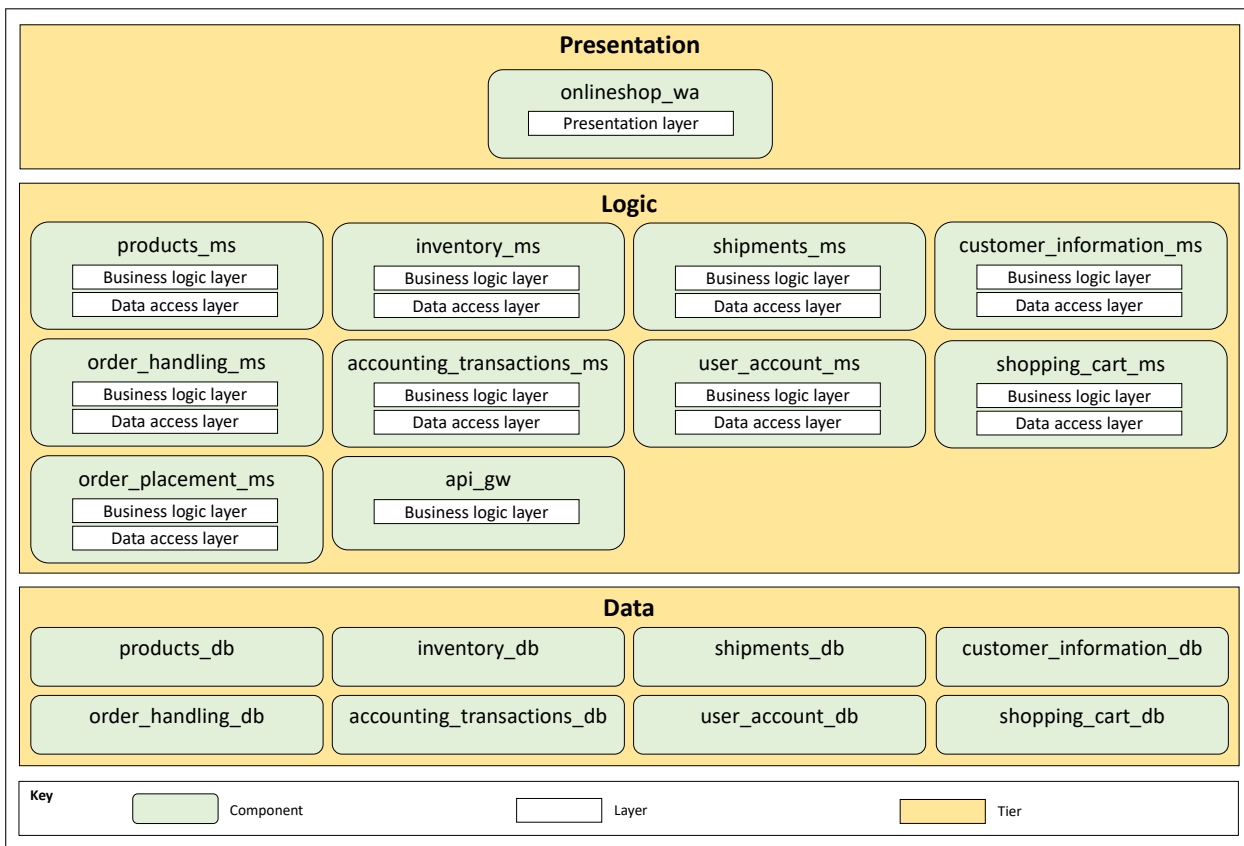 Presentation
onlineshop_wa
Presentation layer
Logic
products_ms
Business logic layer
Data access layer
inventory_ms
Business logic layer
Data access layer
shipments_ms
Business logic layer
Data access layer
customer_information_ms
Business logic layer
Data access layer
order_handling_ms
Business logic layer
Data access layer
accounting_transactions_ms
Business logic layer
Data access layer
user_account_ms
Business logic layer
Data access layer
shopping_cart_ms
Business logic layer
Data access layer
order_placement_ms
Business logic layer
Data access layer
api_gw
Business logic layer
Data
products_db
inventory_db
shipments_db
customer_information_db
order_handling_db
accounting_transactions_db
user_account_db
shopping_cart_db
Key
Component
Layer
Tier